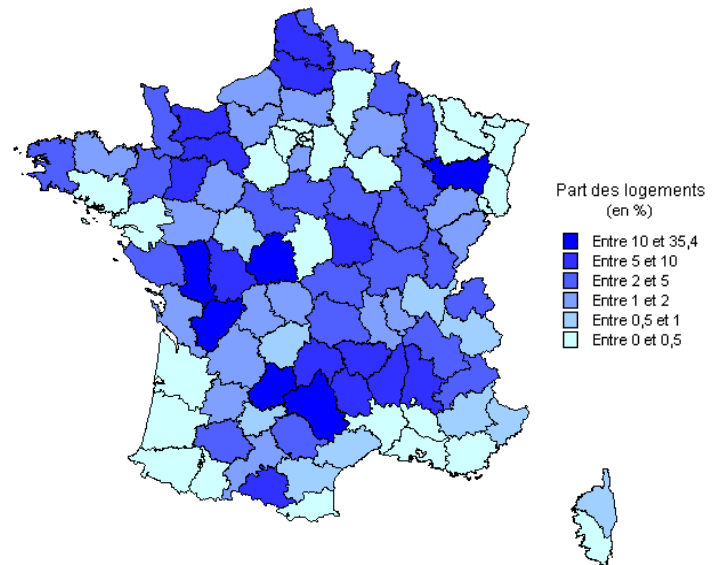 Part des logements
(en %)
Entre 10 et 35,4
Entre 5 et 10
Entre 2 et 5
Entre 1 et 2
Entre 0,5 et 1
Entre 0 et 0,5